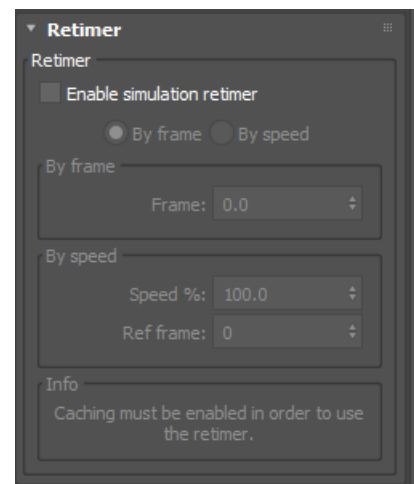 Retimer
Retimer
Enable simulation retimer
By frame By speed
By frame
Frame: 0.0
By speed
Speed %: 100.0
Ref frame: 0
Info
Caching must be enabled in order to use
the retimer.